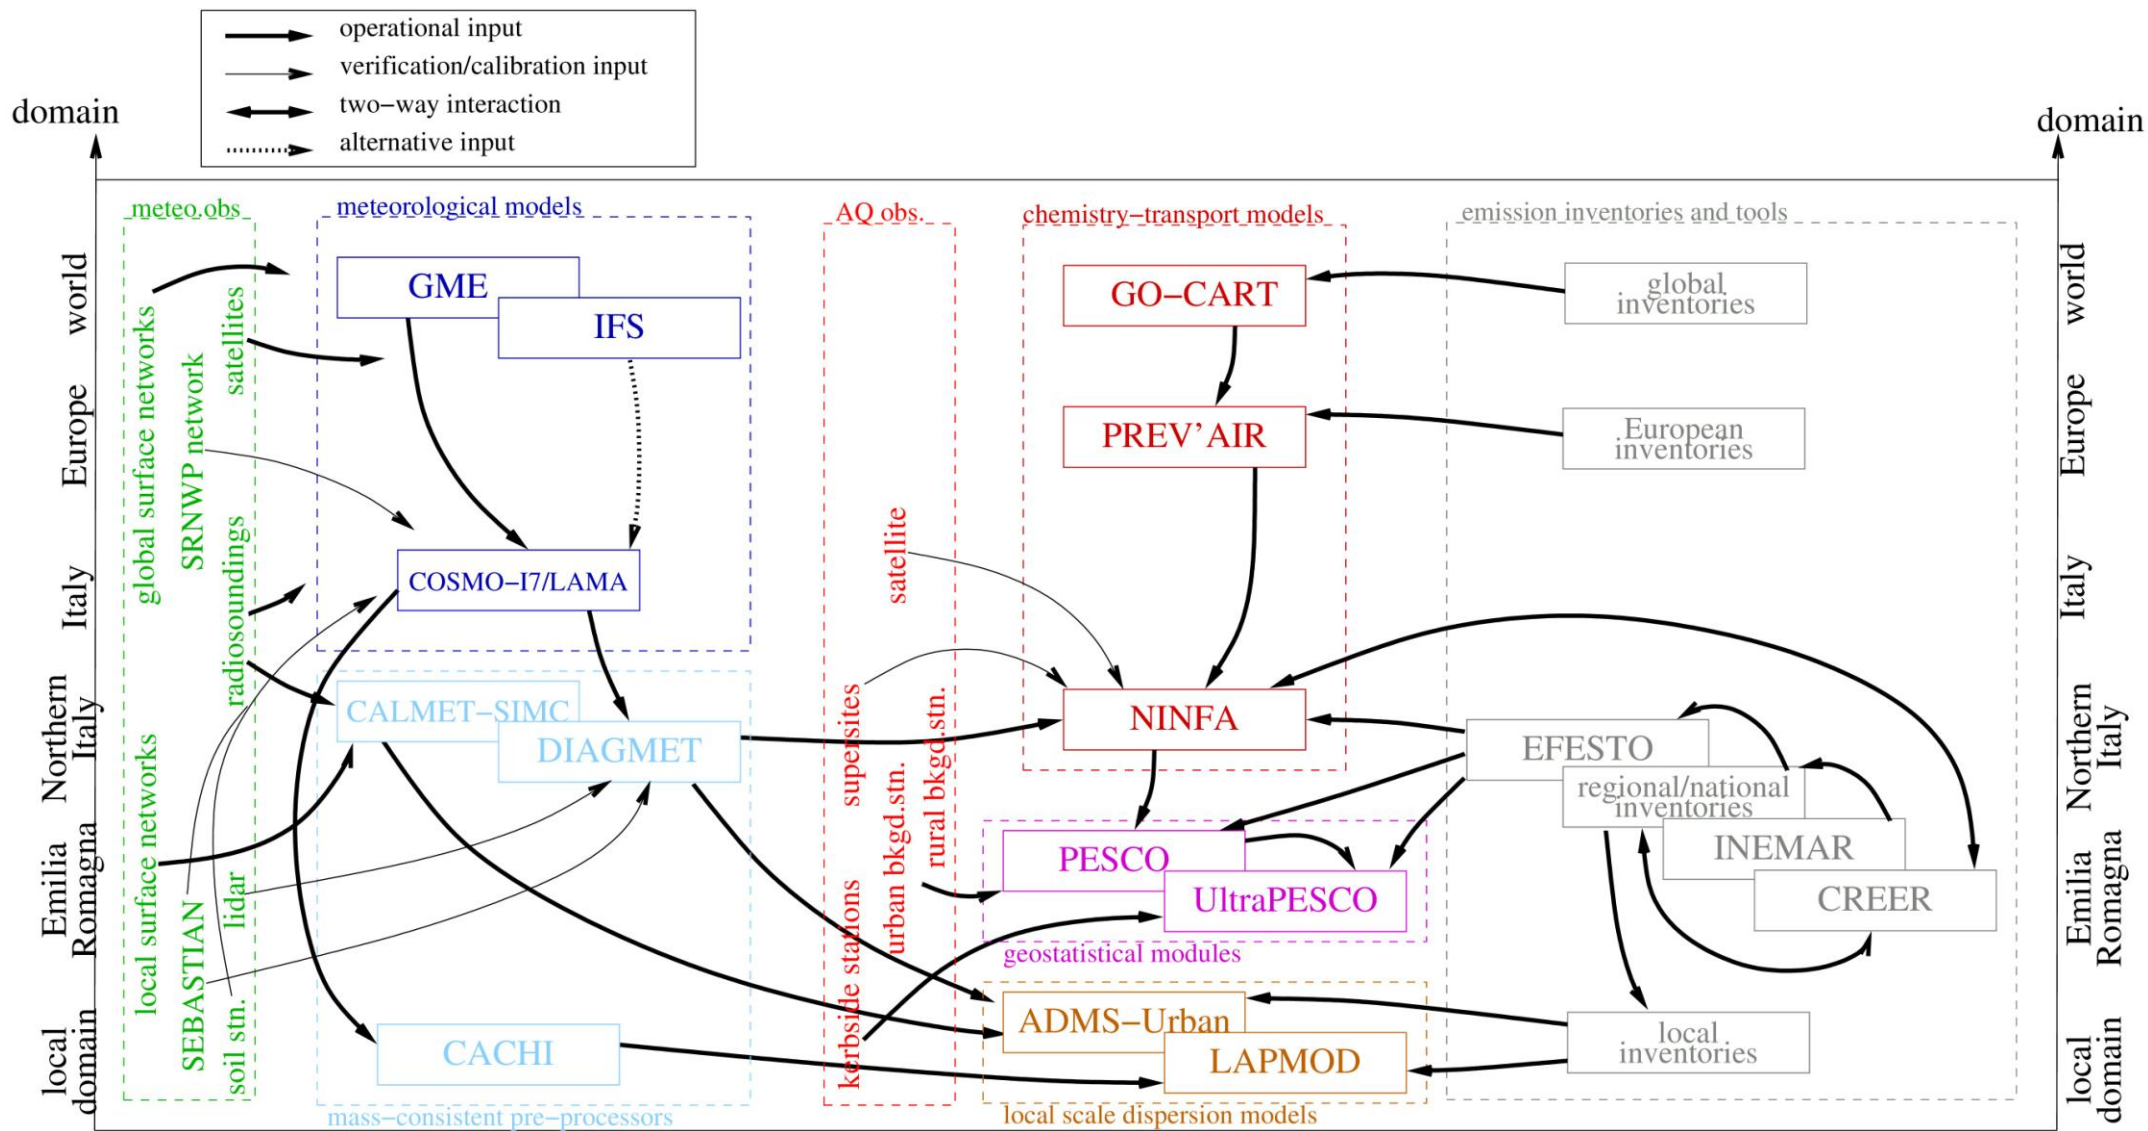 operational input
verification/calibration input
two−way interaction
alternative input
domain
domain
meteo.obs
meteorological models
AQ obs.
chemistry−transport models
emission inventories and tools
world
Europe
Italy
Northern
Italy
Emilia
Romagna
local
domain
global surface networks
SRNWP network
satellites
radiosoundings
local surface networks
SEBASTIAN
lidar
soil stn.
GME
IFS
COSMO−I7/LAMA
CALMET−SIMC
DIAGMET
CACHI
mass−consistent pre−processors
satellite
supersites
rural bkgd.stn.
urban bkgd.stn.
kerbside stations
GO−CART
PREV’AIR
NINFA
PESCO
UltraPESCO
geostatistical modules
ADMS−Urban
LAPMOD
local scale dispersion models
global
inventories
European
inventories
EFESTO
regional/national
inventories
INEMAR
CREER
local
inventories
world
Europe
Italy
Northern
Italy
Emilia
Romagna
local
domain